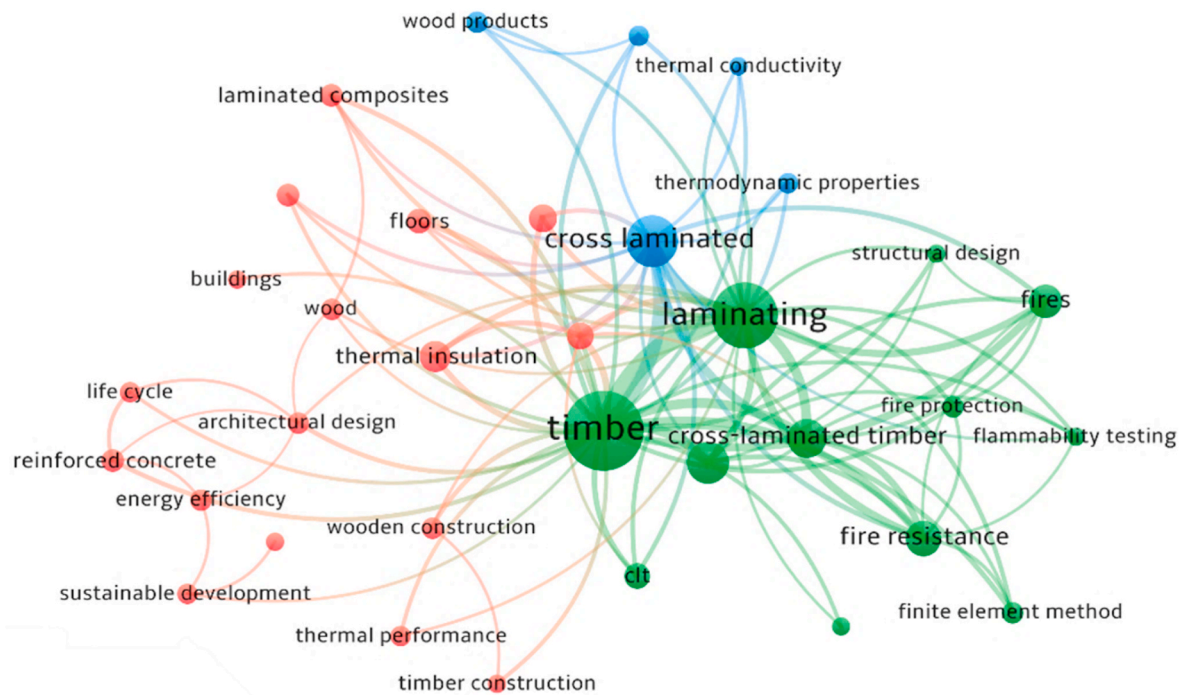 wood products
thermal conductivity
laminated composites
thermodynamic properties
floors
cross laminated
structural design
buildings
fires
wood
laminating
thermal insulation
life cycle
fire protection
architectural design
timber
cross-laminated timber
flammability testing
reinforced concrete
energy efficiency
wooden construction
fire resistance
clt
sustainable development
finite element method
thermal performance
timber construction